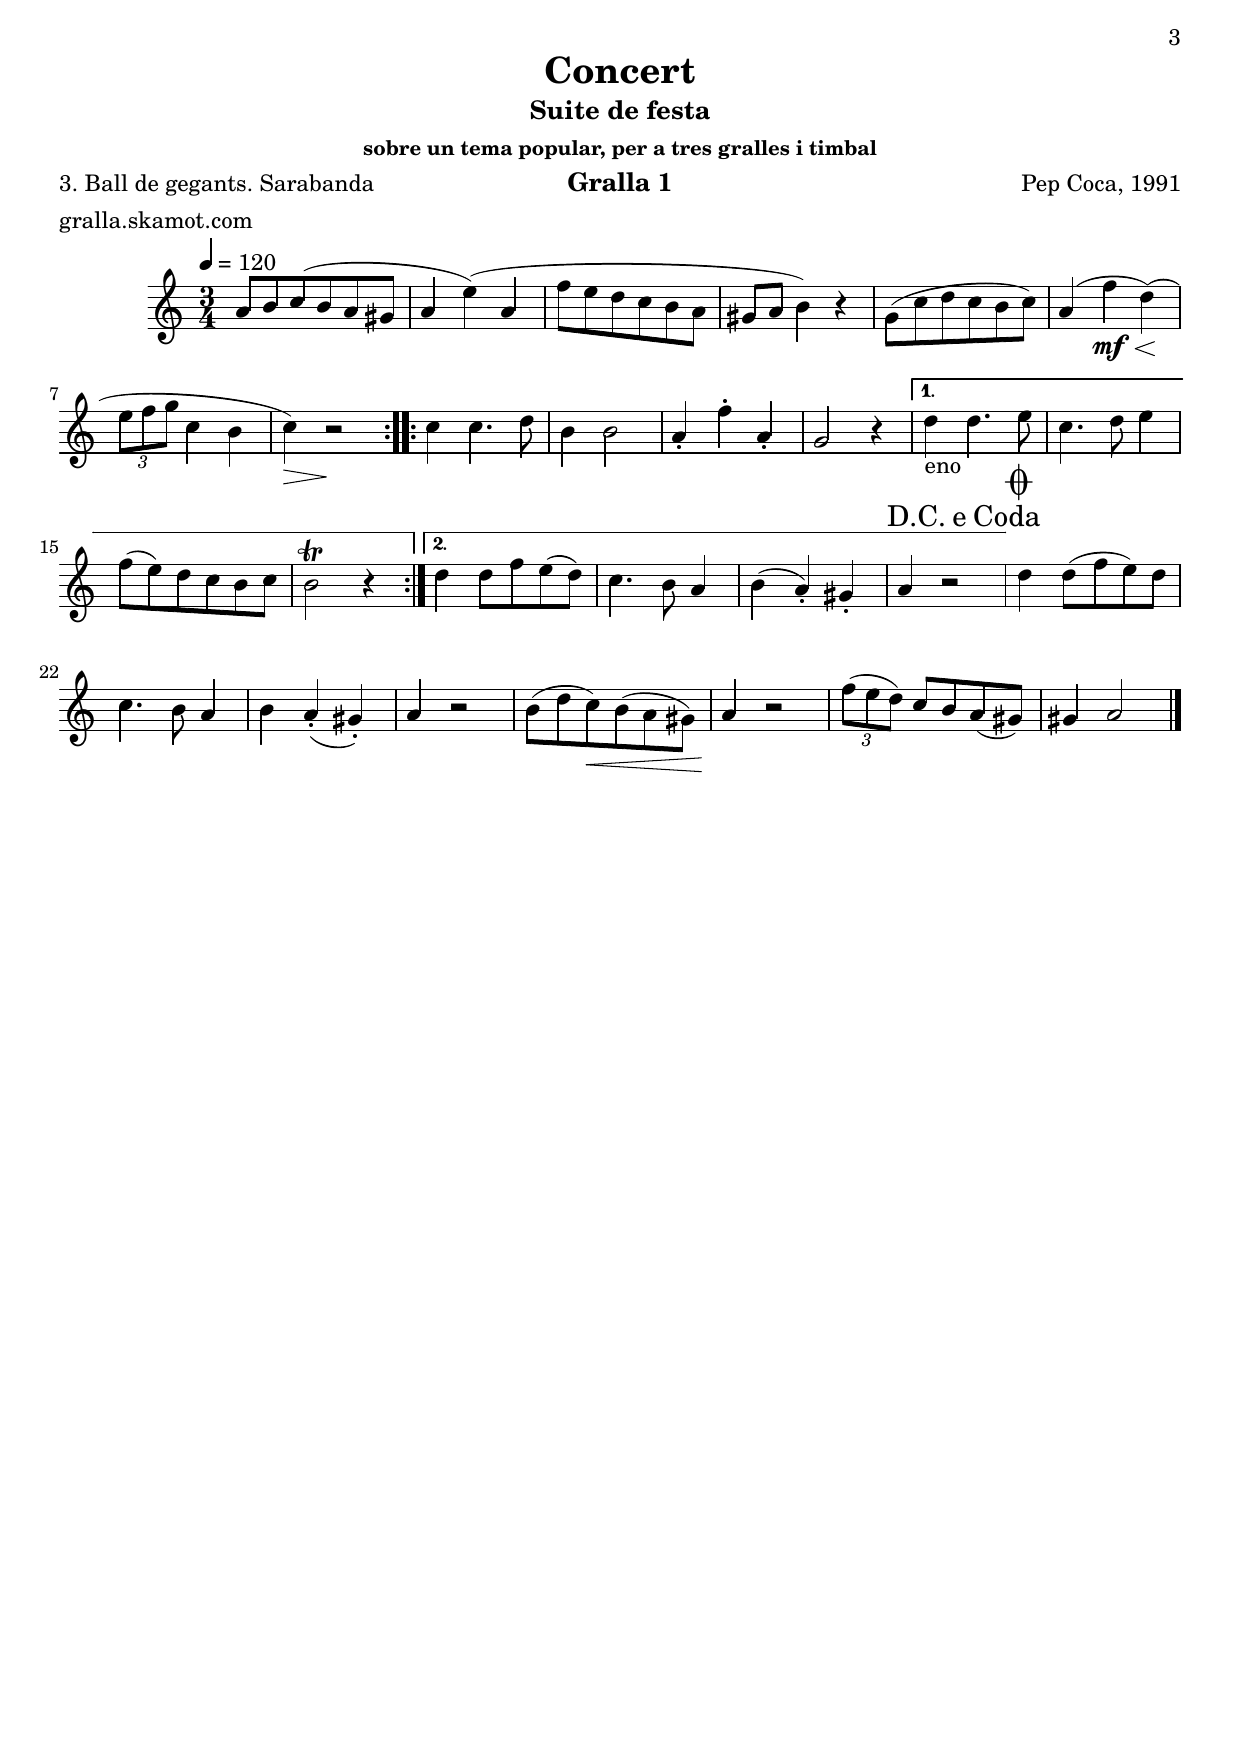 3
Concert
Suite de festa
sobre un tema popular, per a tres gralles i timbal
3. Ball de gegants. Sarabanda Gralla 1 Pep Coca, 1991
gralla.skamot.com
= 120
3
4
mf
7
3
1.
eno
D.C. e Coda
15
tr
2.
22
3